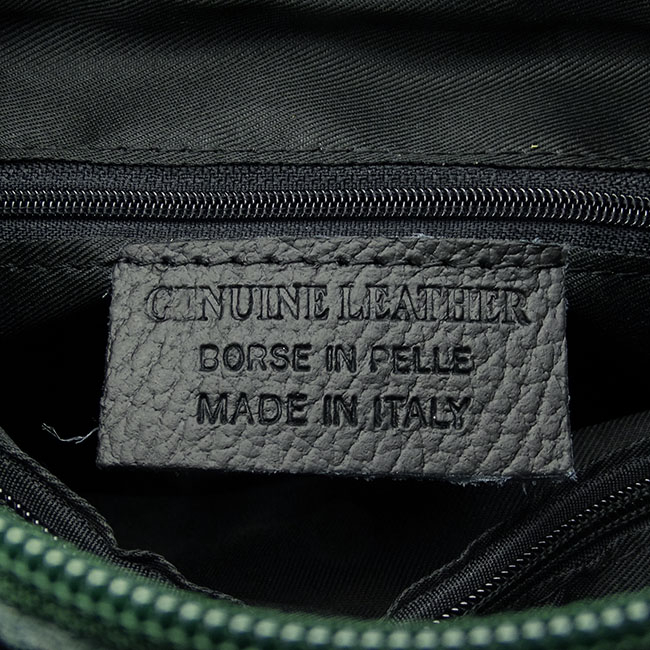 GENUINE LEATHER
BORSE IN PELLE
MADE IN ITALY